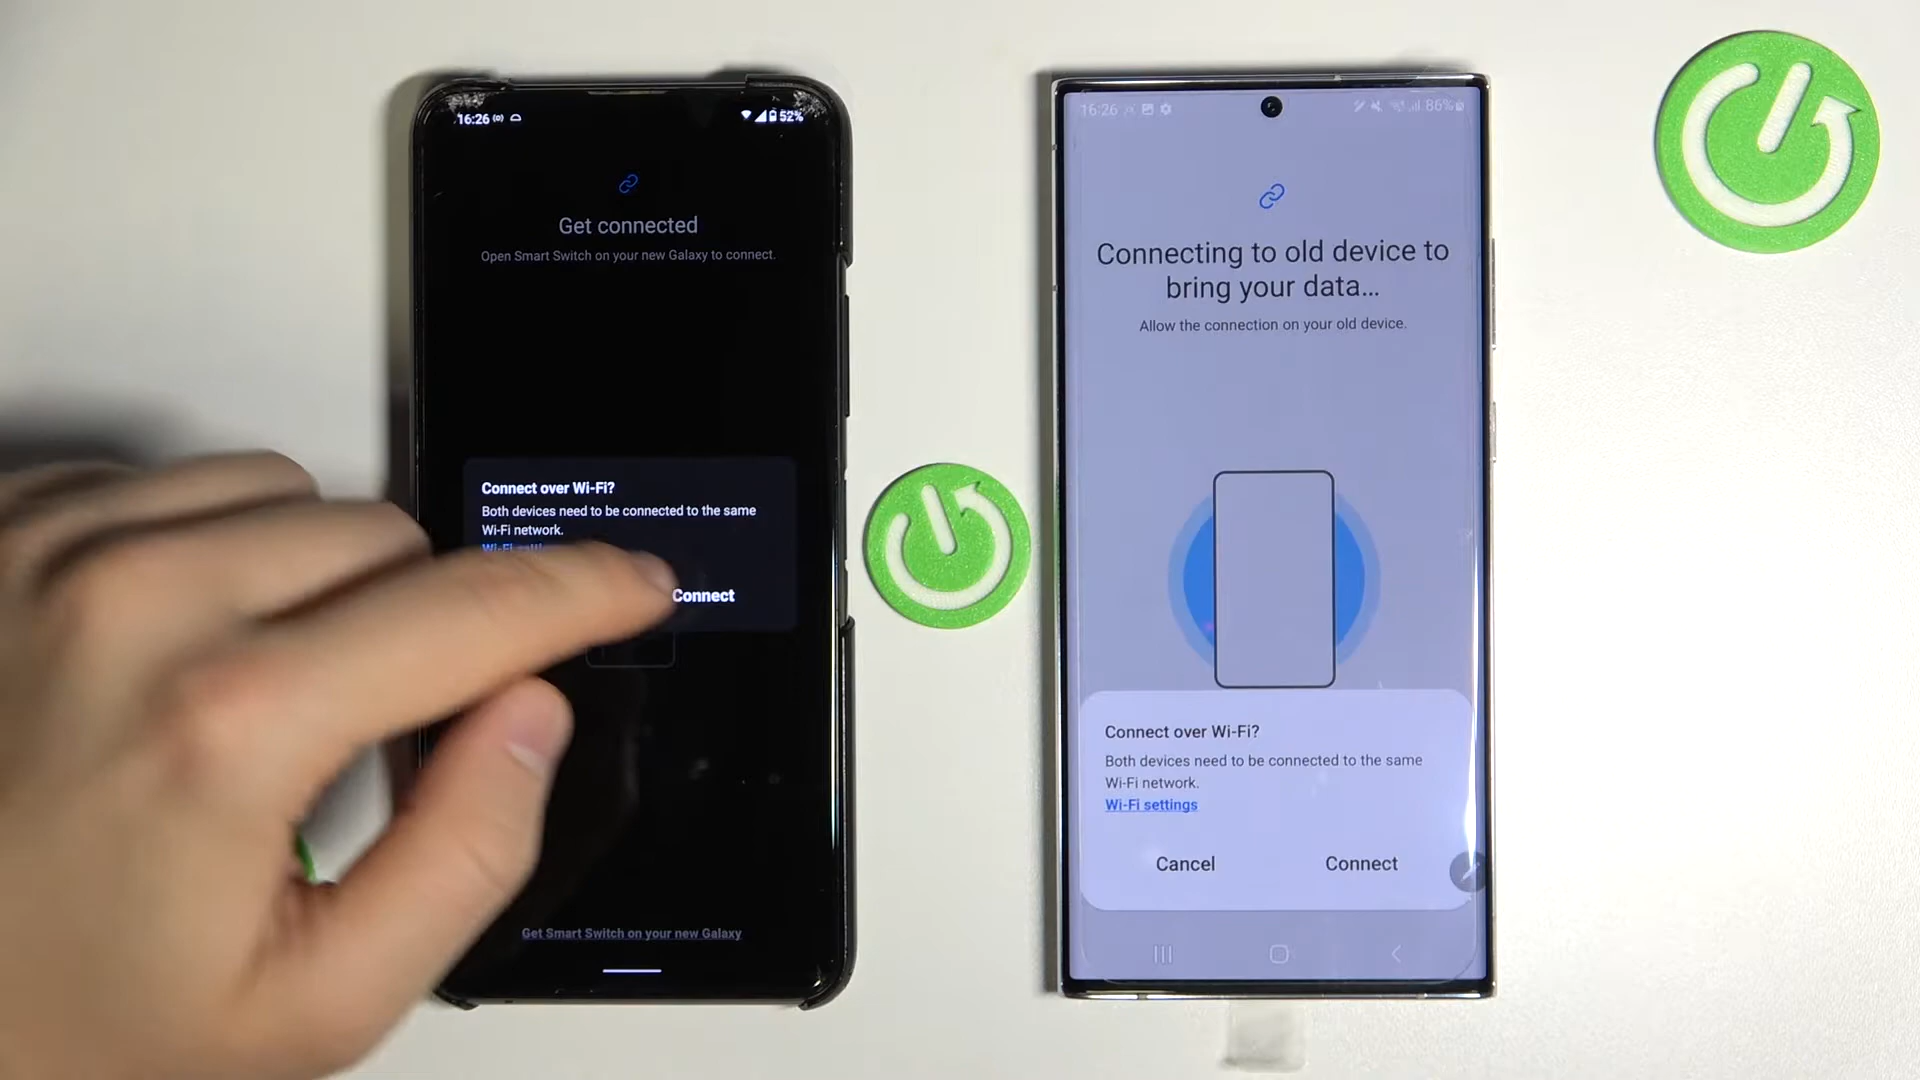 16:26
52%
Get connected
Open Smart Switch on your new Galaxy to connect.
Connect over Wi-Fi?
Both devices need to be connected to the same
Wi-Fi network.
Connect
Get Smart Switch on your new Galaxy
16:26
86%
Connecting to old device to
bring your data...
Allow the connection on your old device.
Connect over Wi-Fi?
Both devices need to be connected to the same
Wi-Fi network.
Wi-Fi settings
Cancel
Connect